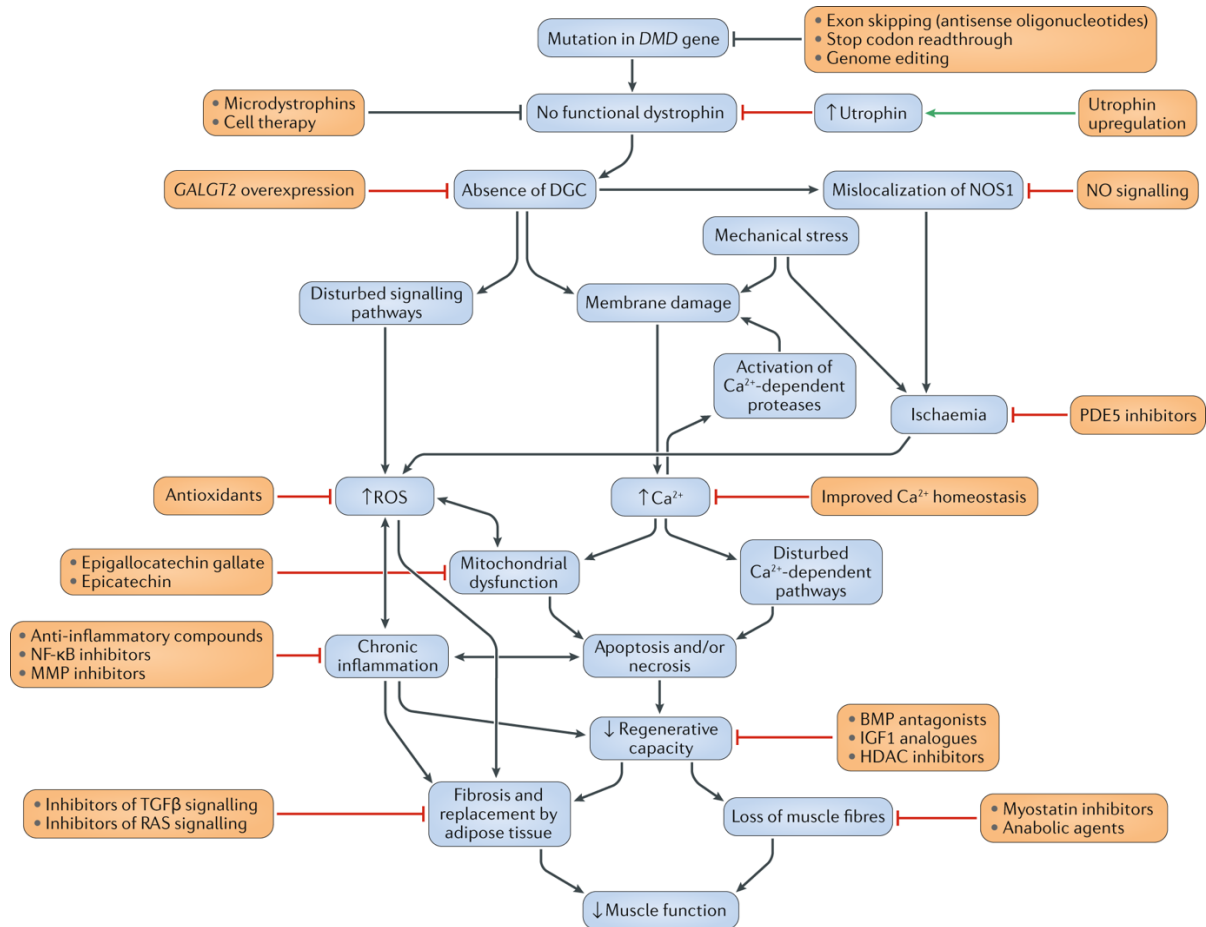 Mutation in DMD gene
• Exon skipping (antisense oligonucleotides)
• Stop codon readthrough
• Genome editing
• Microdystrophins
• Cell therapy
No functional dystrophin
↑Utrophin
Utrophin
upregulation
GALGT2 overexpression
Absence of DGC
Mislocalization of NOS1
NO signalling
Mechanical stress
Disturbed signalling
pathways
Membrane damage
Activation of
Ca²⁺-dependent
proteases
Ischaemia
PDE5 inhibitors
Antioxidants
↑ROS
↑Ca²⁺
Improved Ca²⁺ homeostasis
• Epigallocatechin gallate
• Epicatechin
Mitochondrial
dysfunction
Disturbed
Ca²⁺-dependent
pathways
• Anti-inflammatory compounds
• NF-κB inhibitors
• MMP inhibitors
Chronic
inflammation
Apoptosis and/or
necrosis
↓ Regenerative
capacity
• BMP antagonists
• IGF1 analogues
• HDAC inhibitors
• Inhibitors of TGFβ signalling
• Inhibitors of RAS signalling
Fibrosis and
replacement by
adipose tissue
Loss of muscle fibres
• Myostatin inhibitors
• Anabolic agents
↓Muscle function